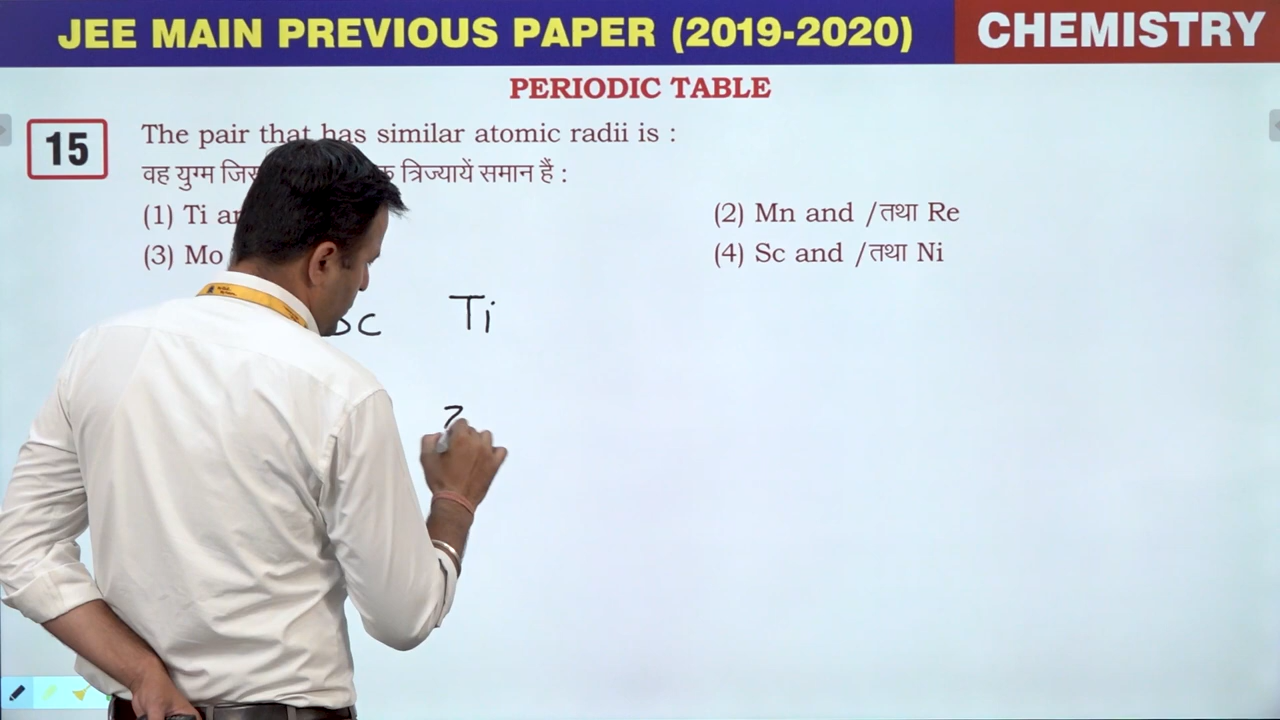 JEE MAIN PREVIOUS PAPER (2019-2020) CHEMISTRY
PERIODIC TABLE
15 The pair that has similar atomic radii is :
वह युग्म त्रिज्यायें समान हैं :
(1) Ti (2) Mn and /तथा Re
(3) Mo (4) Sc and /तथा Ni
Sc Ti